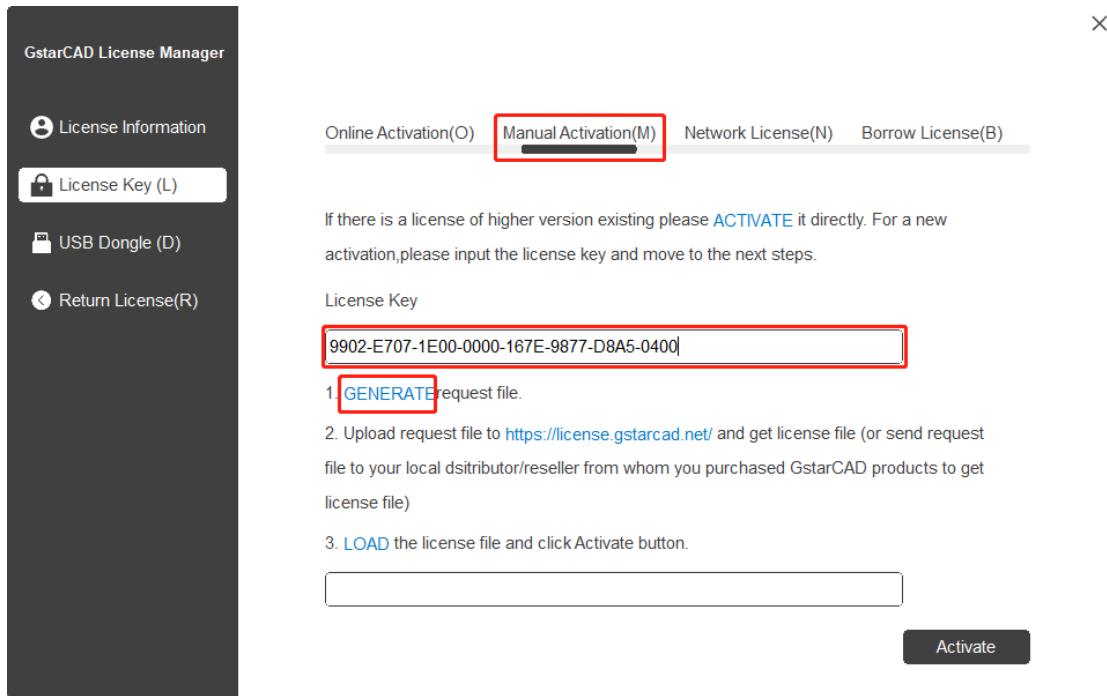 GstarCAD License Manager
License Information
License Key (L)
USB Dongle (D)
Return License(R)
Online Activation(O) Manual Activation(M) Network License(N) Borrow License(B)
If there is a license of higher version existing please ACTIVATE it directly. For a new
activation,please input the license key and move to the next steps.
License Key
9902-E707-1E00-0000-167E-9877-D8A5-0400
1. GENERATE request file.
2. Upload request file to https://license.gstarcad.net/ and get license file (or send request
file to your local dsitributor/reseller from whom you purchased GstarCAD products to get
license file)
3. LOAD the license file and click Activate button.
Activate